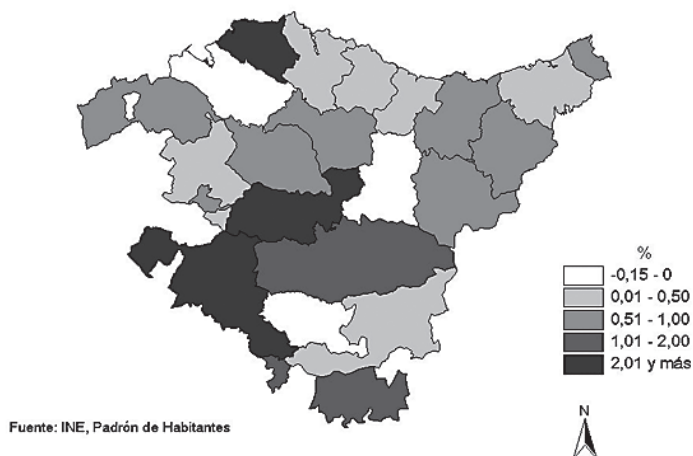 %
-0,15 - 0
0,01 - 0,50
0,51 - 1,00
1,01 - 2,00
2,01 y más
Fuente: INE, Padrón de Habitantes
N